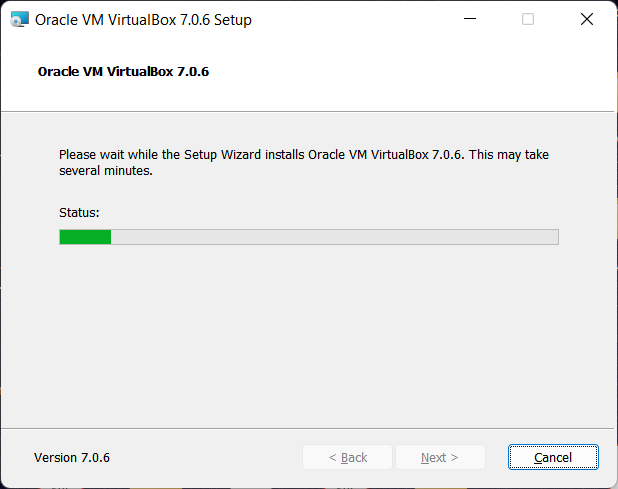 Oracle VM VirtualBox 7.0.6 Setup
Oracle VM VirtualBox 7.0.6
Please wait while the Setup Wizard installs Oracle VM VirtualBox 7.0.6. This may take
several minutes.
Status:
Version 7.0.6
< Back
Next >
Cancel